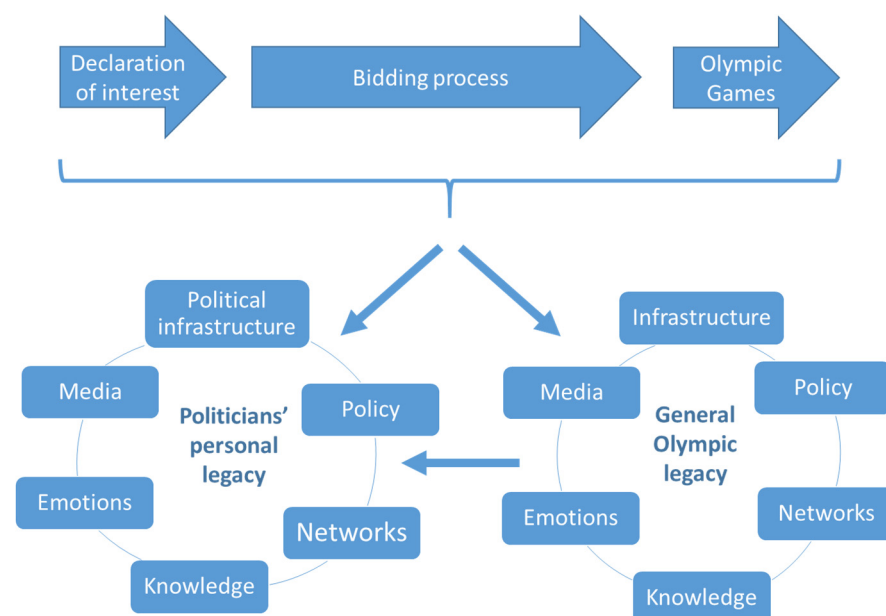 Declaration
of interest
Bidding process
Olympic
Games
Political
infrastructure
Media
Policy
Politicians’
personal
legacy
Emotions
Networks
Knowledge
Infrastructure
Media
Policy
General
Olympic
legacy
Emotions
Networks
Knowledge